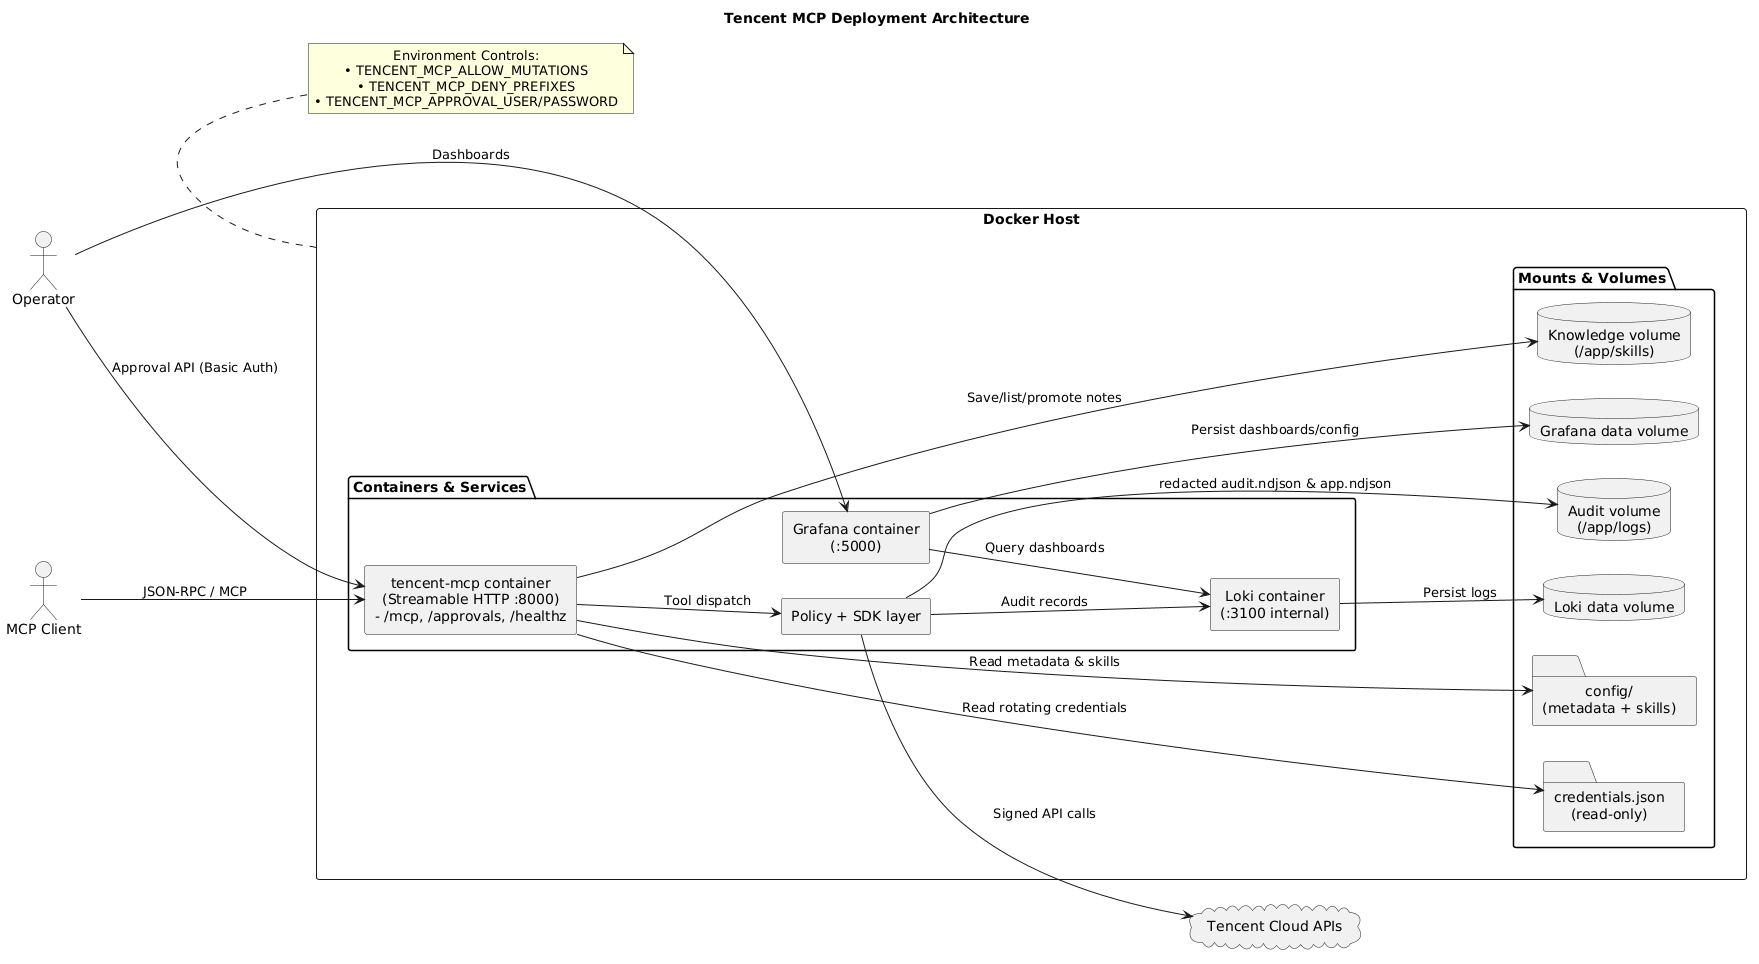 Tencent MCP Deployment Architecture
Environment Controls:
• TENCENT_MCP_ALLOW_MUTATIONS
• TENCENT_MCP_DENY_PREFIXES
• TENCENT_MCP_APPROVAL_USER/PASSWORD
Dashboards
Docker Host
Operator
Approval API (Basic Auth)
MCP Client
JSON-RPC / MCP
Containers & Services
tencent-mcp container
(Streamable HTTP :8000)
- /mcp, /approvals, /healthz
Tool dispatch
Grafana container
(:5000)
Policy + SDK layer
Query dashboards
Audit records
Loki container
(:3100 internal)
Save/list/promote notes
Persist dashboards/config
redacted audit.ndjson & app.ndjson
Persist logs
Read metadata & skills
Read rotating credentials
Signed API calls
Mounts & Volumes
Knowledge volume
(/app/skills)
Grafana data volume
Audit volume
(/app/logs)
Loki data volume
config/
(metadata + skills)
credentials.json
(read-only)
Tencent Cloud APIs